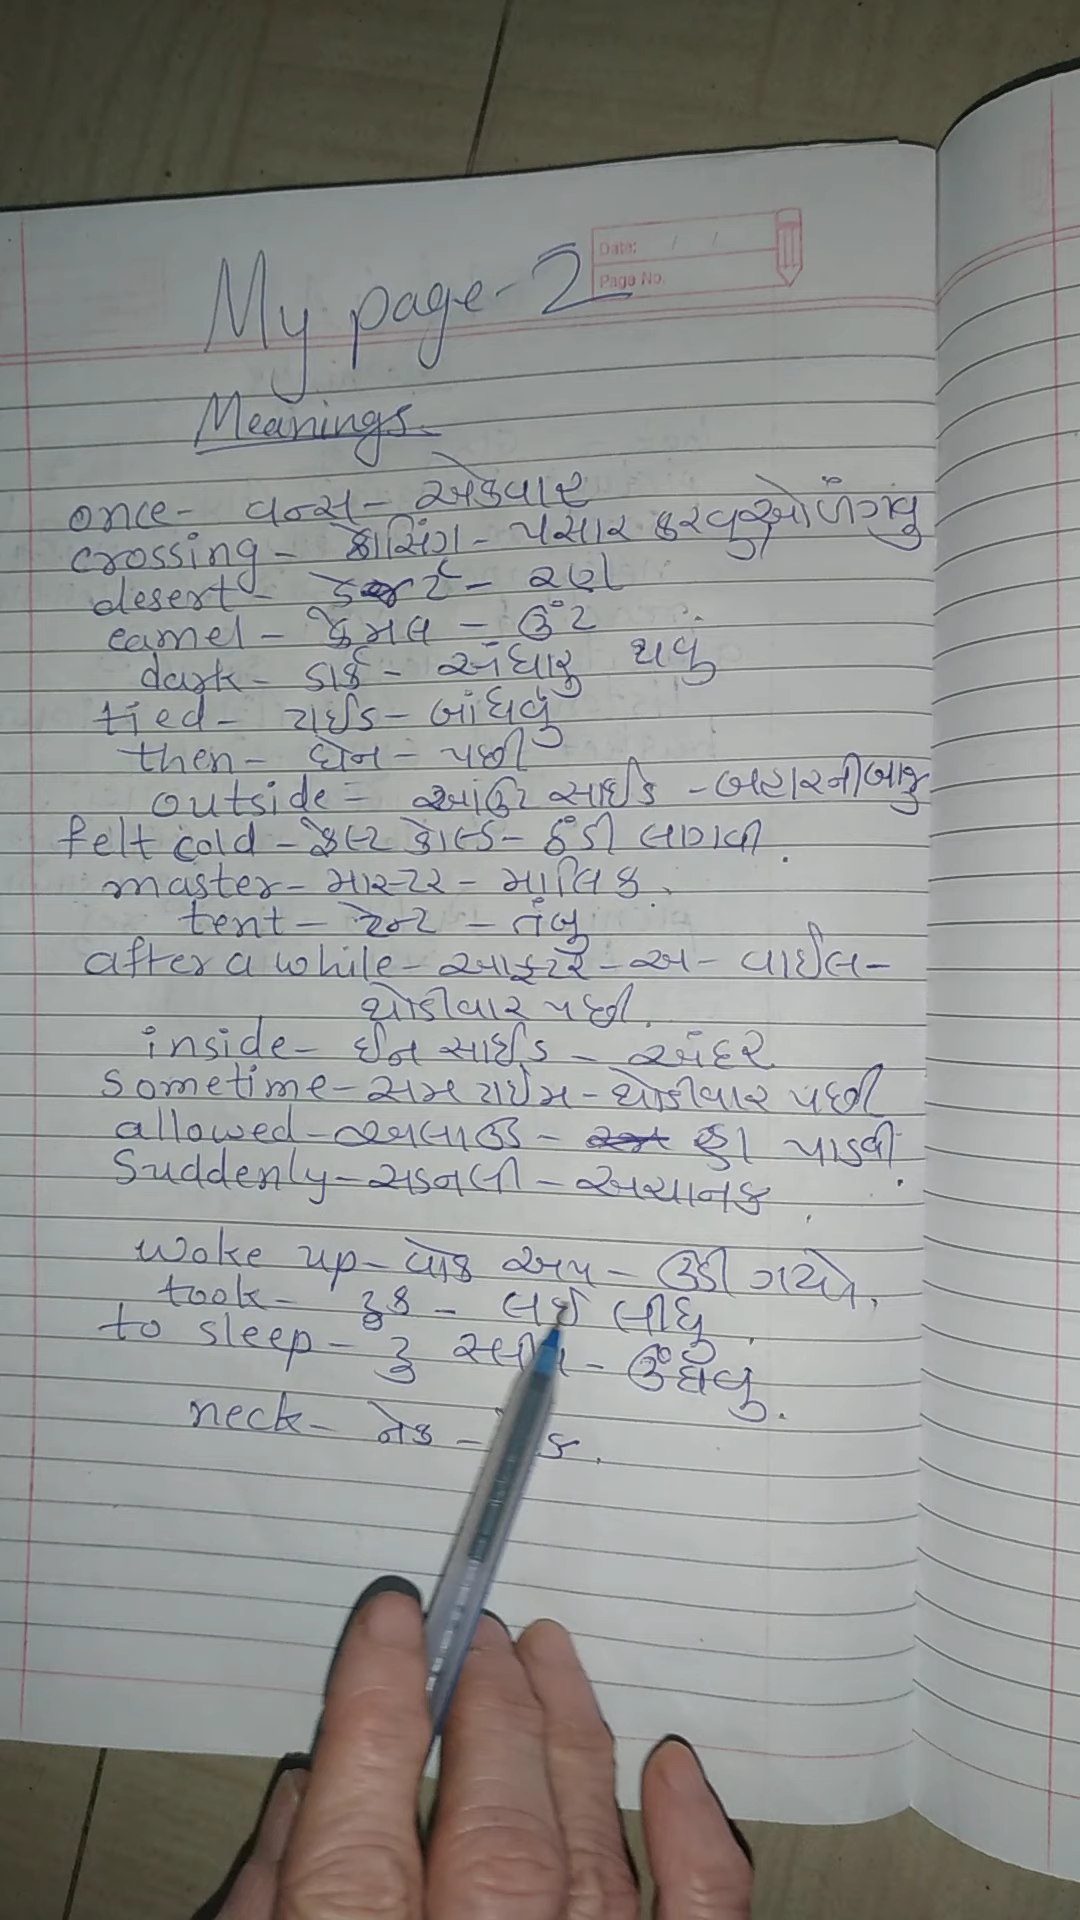 Date: / /
Page No.
My page-2
Meanings.
once- વન્સ- એકવાર
crossing- ક્રોસિંગ- પસાર કરવુ, ઓળંગવુ
desert- ર્ટ- રણ
camel- કેમલ- ઉંટ
dark- ડાર્ક- અંધારુ થવું.
tied- ટાઈડ- બાંધવું
then- ધેન- પછી
outside- આઉટ સાઈડ -બહારનીબાજુ
felt cold- ફેલ્ટ કોલ્ડ- ઠંડી લાગવી.
master- માસ્ટર- માલિક.
tent- ટેન્ટ- તંબુ
after a while- આફ્ટર- અ- વાઈલ-
થોડીવાર પછી.
inside- ઈન સાઈડ- અંદર
sometime- સમ ટાઈમ- થોડીવાર પછી
allowed- અલાઉ- હા પાડવી.
Suddenly- સડનલી- અચાનક.
woke up- વોક અપ- ઉઠી ગયો.
took- ટુક- લઈ લીધુ.
to sleep- ટુ સ્લીપ- ઉંઘવુ.
neck- નેક-